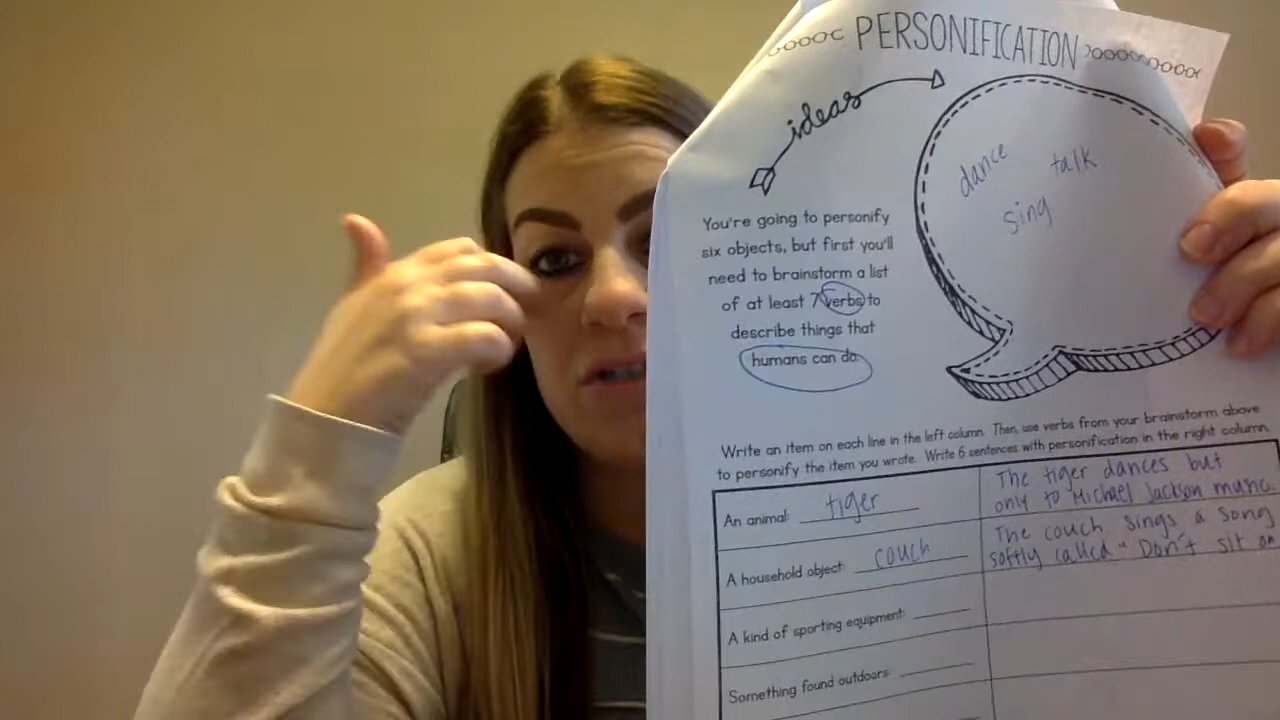 PERSONIFICATION
ideas
dance talk
sing
You're going to personify
six objects, but first you'll
need to brainstorm a list
of at least 7 verbs to
describe things that
humans can do.
Write an item on each line in the left column. Then, use verbs from your brainstorm above
to personify the item you wrote. Write 6 sentences with personification in the right column.
An animal: tiger
The tiger dances but
only to Michael Jackson
A household object: couch
The couch sings a song
softly called "Don't sit on
A kind of sporting equipment:
Something found outdoors: